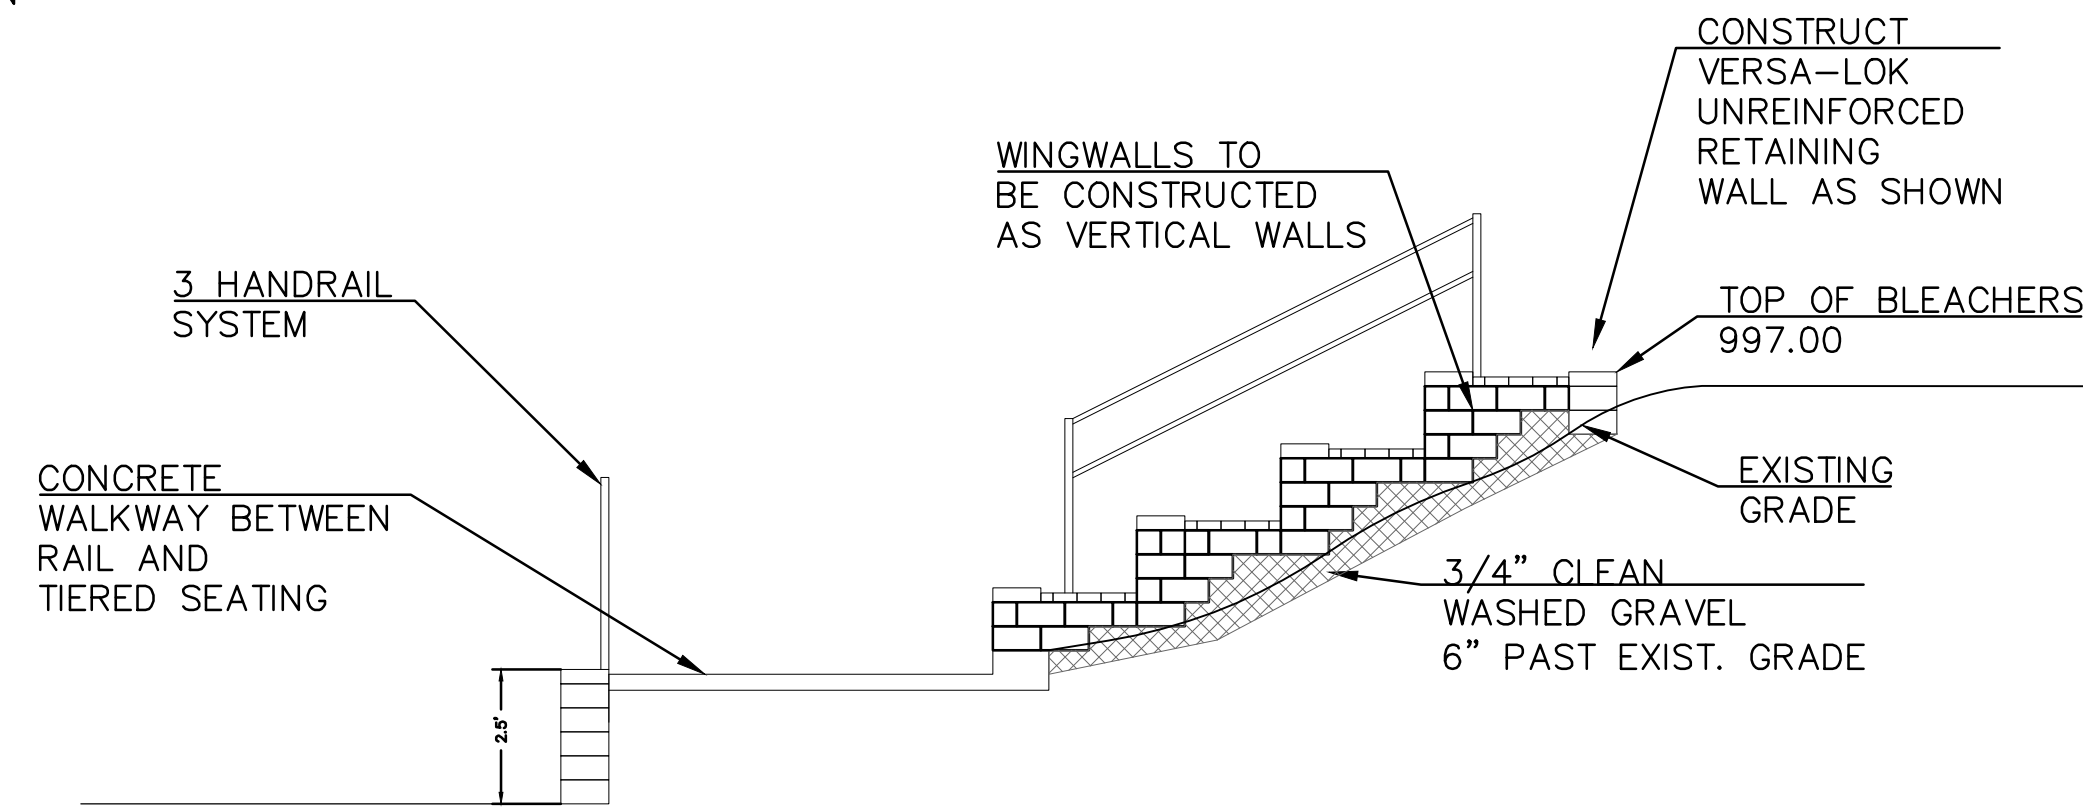 CONSTRUCT
VERSA-LOK
UNREINFORCED
RETAINING
WALL AS SHOWN
WINGWALLS TO
BE CONSTRUCTED
AS VERTICAL WALLS
3 HANDRAIL
SYSTEM
TOP OF BLEACHERS
997.00
CONCRETE
WALKWAY BETWEEN
RAIL AND
TIERED SEATING
EXISTING
GRADE
3/4" CLEAN
WASHED GRAVEL
6" PAST EXIST. GRADE
2.5'